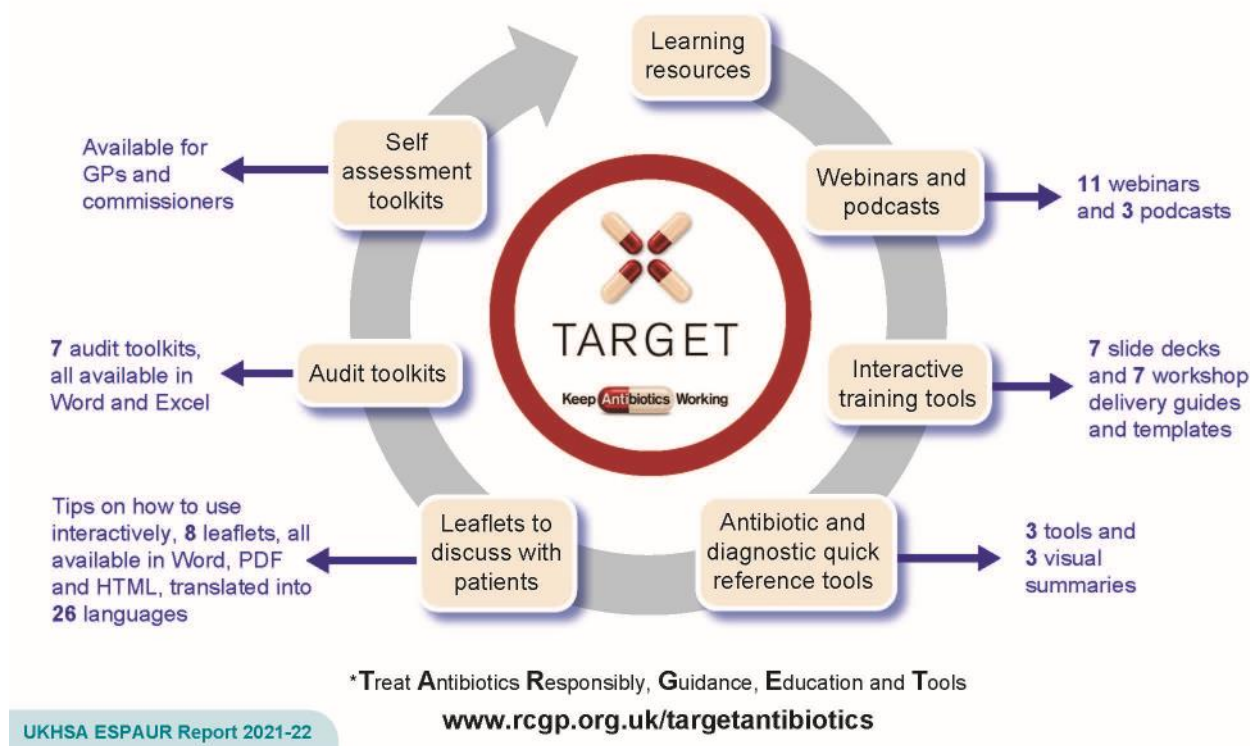 Learning
resources
Webinars and
podcasts
11 webinars
and 3 podcasts
Interactive
training tools
7 slide decks
and 7 workshop
delivery guides
and templates
Antibiotic and
diagnostic quick
reference tools
3 tools and
3 visual
summaries
Leaflets to
discuss with
patients
Tips on how to use
interactively, 8 leaflets, all
available in Word, PDF
and HTML, translated into
26 languages
Audit toolkits
7 audit toolkits,
all available in
Word and Excel
Self
assessment
toolkits
Available for
GPs and
commissioners
TARGET
Keep Antibiotics Working
*Treat Antibiotics Responsibly, Guidance, Education and Tools
www.rcgp.org.uk/targetantibiotics
UKHSA ESPAUR Report 2021-22